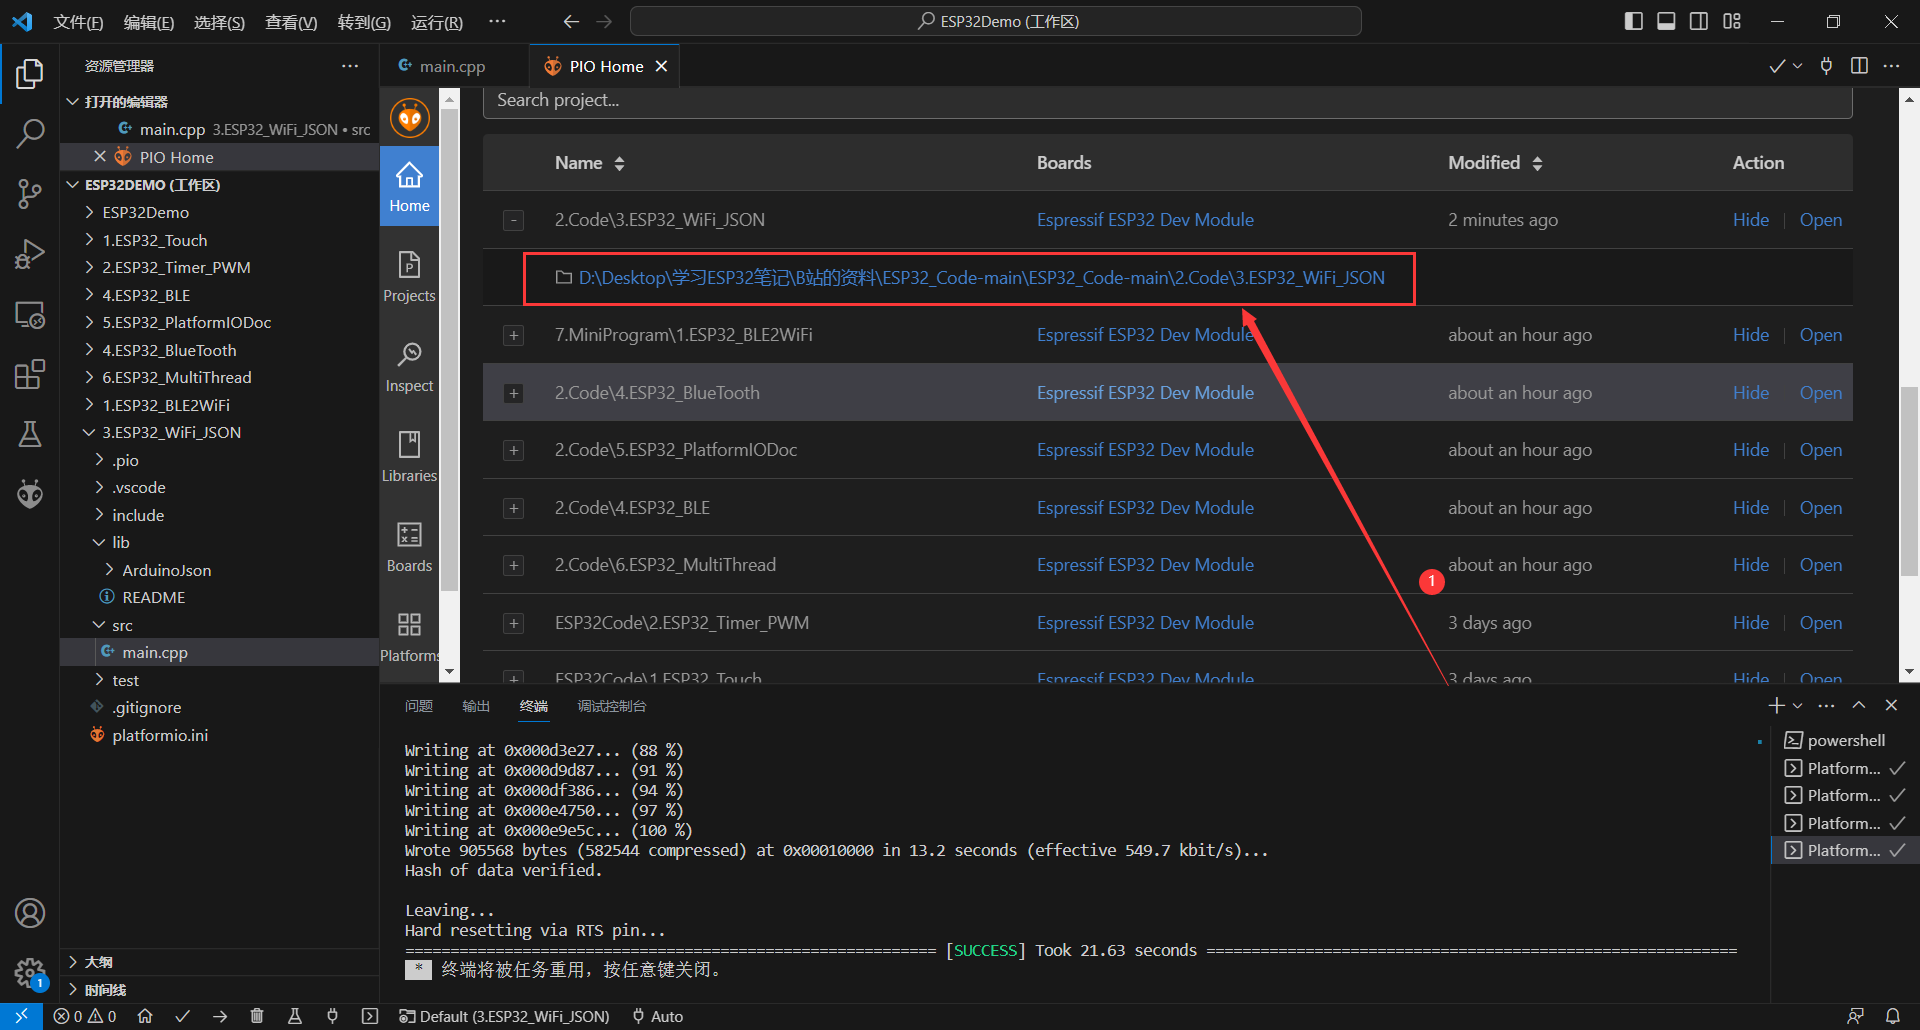 文件(F) 编辑(E) 选择(S) 查看(V) 转到(G) 运行(R) ··· ESP32Demo (工作区)
资源管理器
打开的编辑器
main.cpp 3.ESP32_WiFi_JSON • src
PIO Home
ESP32DEMO (工作区)
ESP32Demo
1.ESP32_Touch
2.ESP32_Timer_PWM
4.ESP32_BLE
5.ESP32_PlatformIODoc
4.ESP32_BlueTooth
6.ESP32_MultiThread
1.ESP32_BLE2WiFi
3.ESP32_WiFi_JSON
.pio
.vscode
include
lib
ArduinoJson
README
src
main.cpp
test
.gitignore
platformio.ini
大纲
时间线
main.cpp PIO Home
Home
Projects
Inspect
Libraries
Boards
Platforms
Search project...
Name Boards Modified Action
2.Code\3.ESP32_WiFi_JSON Espressif ESP32 Dev Module 2 minutes ago Hide Open
D:\Desktop\学习ESP32笔记\B站的资料\ESP32_Code-main\ESP32_Code-main\2.Code\3.ESP32_WiFi_JSON
7.MiniProgram\1.ESP32_BLE2WiFi Espressif ESP32 Dev Module about an hour ago Hide Open
2.Code\4.ESP32_BlueTooth Espressif ESP32 Dev Module about an hour ago Hide Open
2.Code\5.ESP32_PlatformIODoc Espressif ESP32 Dev Module about an hour ago Hide Open
2.Code\4.ESP32_BLE Espressif ESP32 Dev Module about an hour ago Hide Open
2.Code\6.ESP32_MultiThread Espressif ESP32 Dev Module about an hour ago Hide Open
1
ESP32Code\2.ESP32_Timer_PWM Espressif ESP32 Dev Module 3 days ago Hide Open
ESP32Code\1.ESP32_Touch Espressif ESP32 Dev Module 3 days ago Hide Open
问题 输出 终端 调试控制台
Writing at 0x000d3e27... (88 %)
Writing at 0x000d9d87... (91 %)
Writing at 0x000df386... (94 %)
Writing at 0x000e4750... (97 %)
Writing at 0x000e9e5c... (100 %)
Wrote 905568 bytes (582544 compressed) at 0x00010000 in 13.2 seconds (effective 549.7 kbit/s)...
Hash of data verified.
Leaving...
Hard resetting via RTS pin...
=========================================================== [SUCCESS] Took 21.63 seconds ===========================================================
* 终端将被任务重用，按任意键关闭。
powershell
Platform...
Platform...
Platform...
Platform...
1
0 0 Default (3.ESP32_WiFi_JSON) Auto